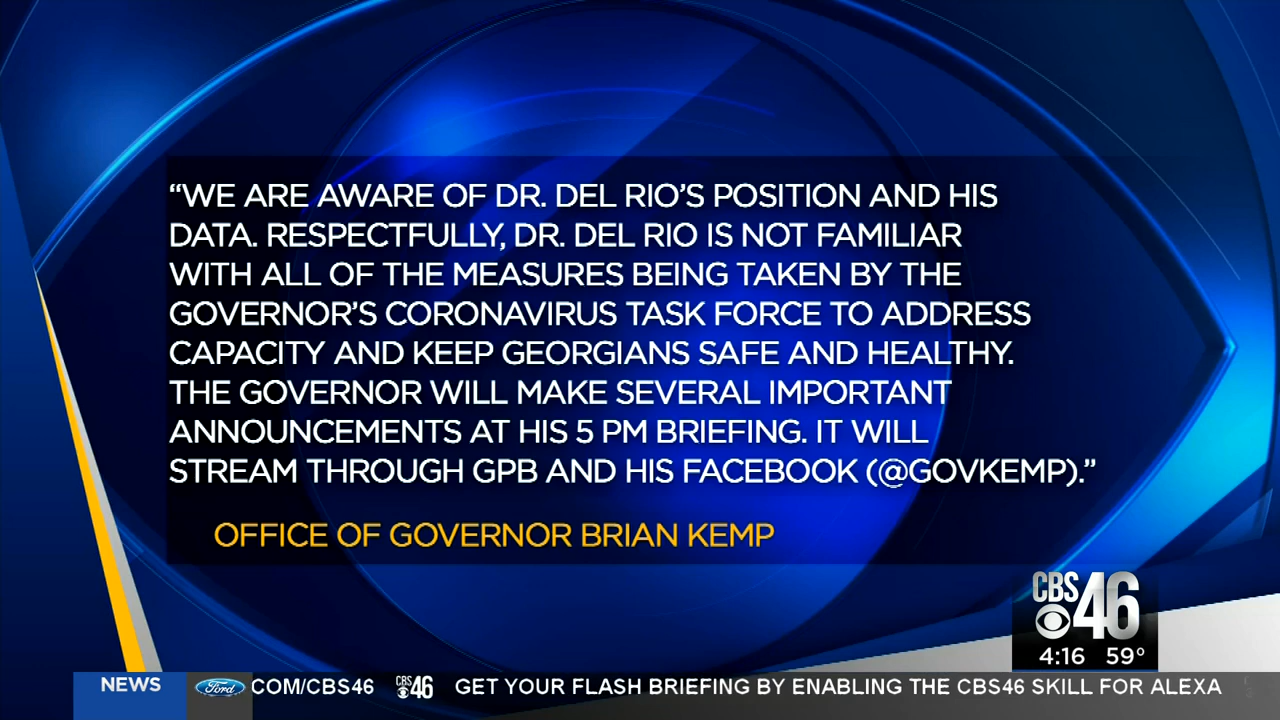 “WE ARE AWARE OF DR. DEL RIO’S POSITION AND HIS
DATA. RESPECTFULLY, DR. DEL RIO IS NOT FAMILIAR
WITH ALL OF THE MEASURES BEING TAKEN BY THE
GOVERNOR’S CORONAVIRUS TASK FORCE TO ADDRESS
CAPACITY AND KEEP GEORGIANS SAFE AND HEALTHY.
THE GOVERNOR WILL MAKE SEVERAL IMPORTANT
ANNOUNCEMENTS AT HIS 5 PM BRIEFING. IT WILL
STREAM THROUGH GPB AND HIS FACEBOOK (@GOVKEMP).”
OFFICE OF GOVERNOR BRIAN KEMP
CBS 46
4:16 59°
NEWS Ford COM/CBS46 CBS 46 GET YOUR FLASH BRIEFING BY ENABLING THE CBS46 SKILL FOR ALEXA